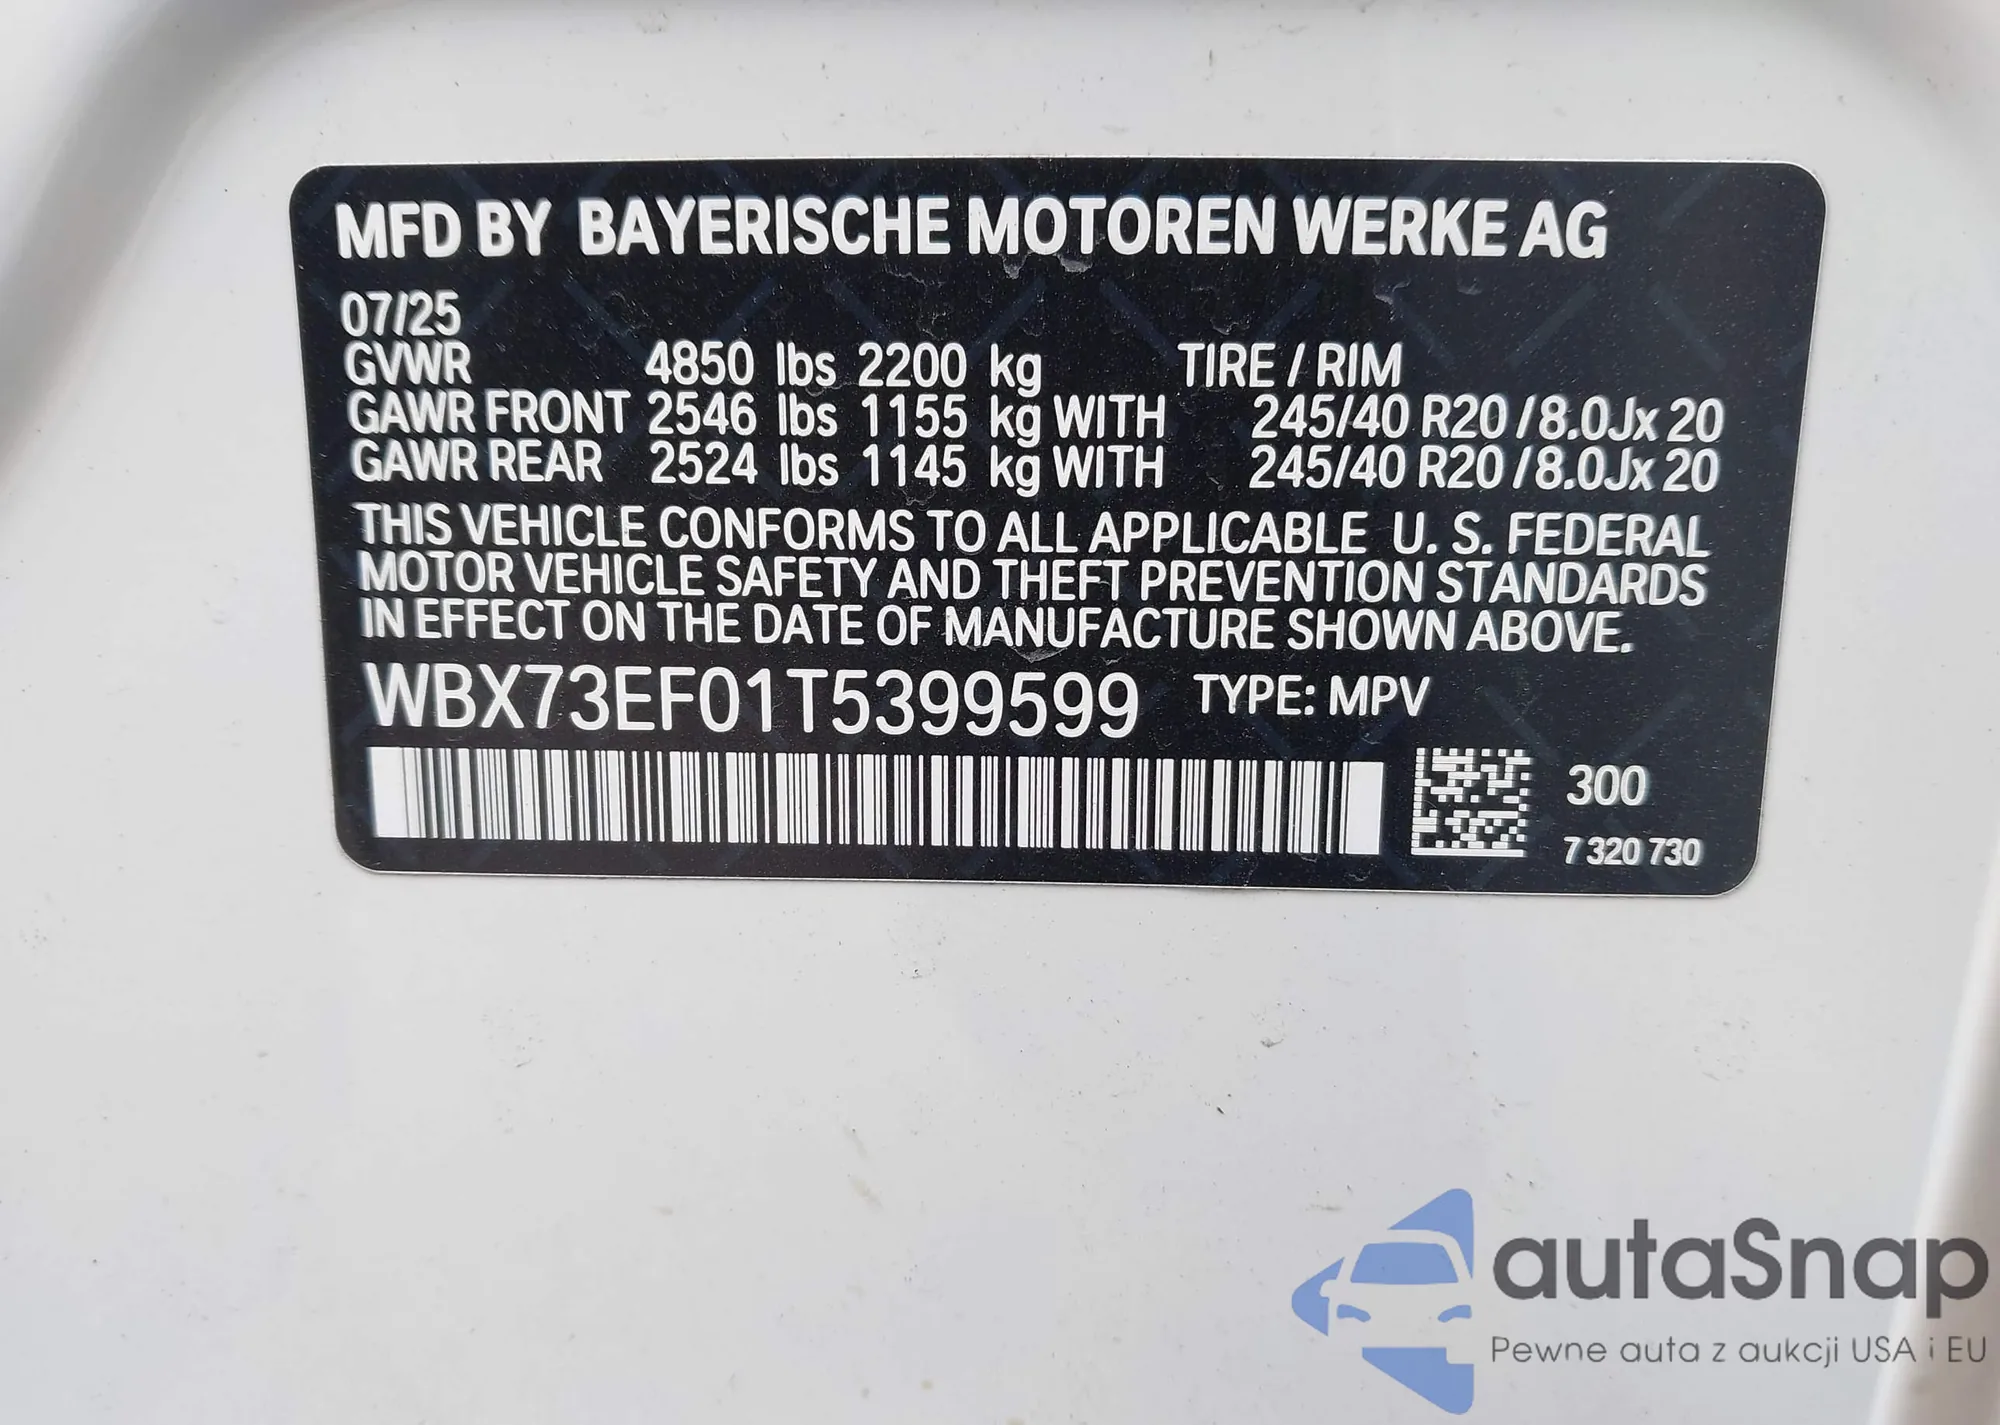 MFD BY BAYERISCHE MOTOREN WERKE AG
07/25
GVWR 4850 lbs 2200 kg TIRE / RIM
GAWR FRONT 2546 lbs 1155 kg WITH 245/40 R20 / 8.0Jx 20
GAWR REAR 2524 lbs 1145 kg WITH 245/40 R20 / 8.0Jx 20
THIS VEHICLE CONFORMS TO ALL APPLICABLE U. S. FEDERAL
MOTOR VEHICLE SAFETY AND THEFT PREVENTION STANDARDS
IN EFFECT ON THE DATE OF MANUFACTURE SHOWN ABOVE.
WBX73EF01T5399599 TYPE: MPV
300
7 320 730
autaSnap
Pewne auta z aukcji USA i EU